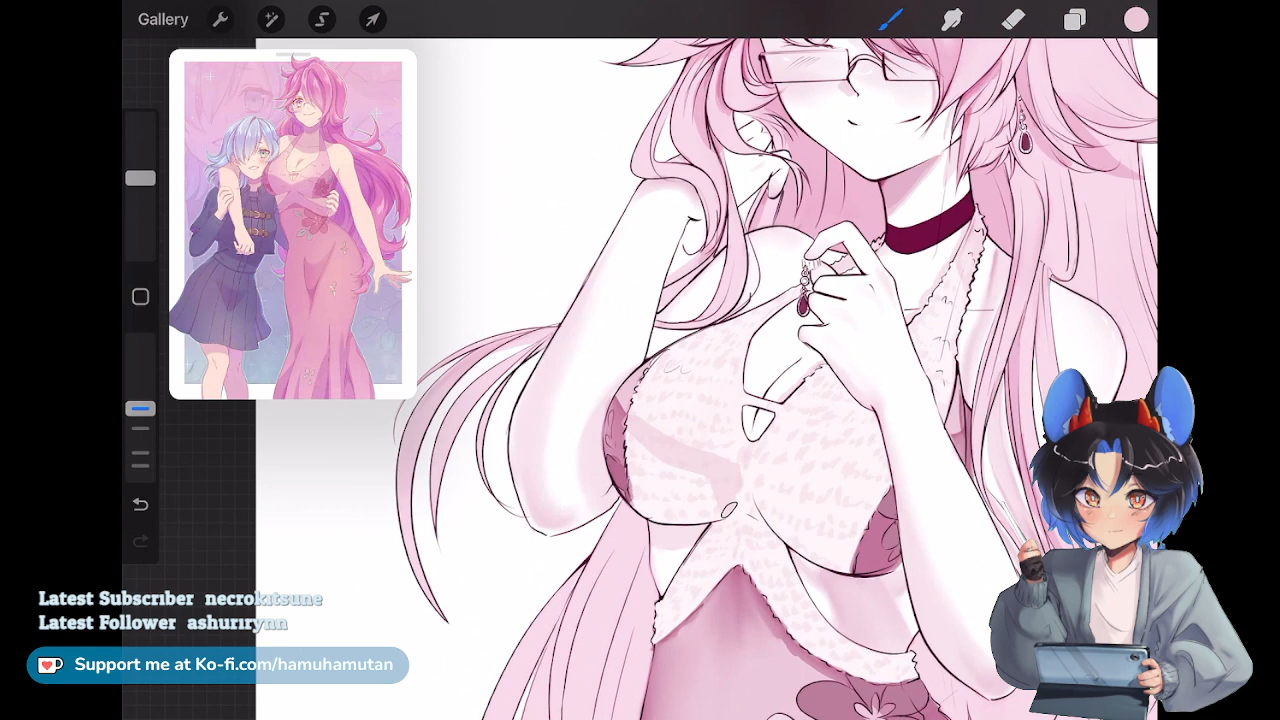 Gallery
Latest Subscriber necrokitsune
Latest Follower ashurirynn
Support me at Ko-fi.com/hamuhamutan